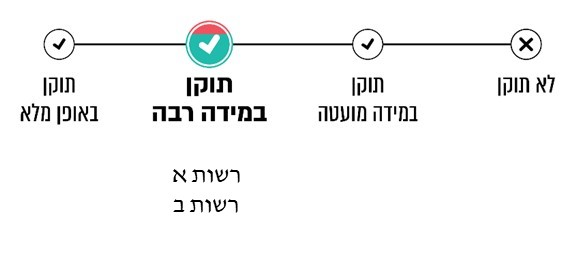 לא תוקן
תוקן
במידה מועטה
תוקן
במידה רבה
תוקן
באופן מלא
רשות א
רשות ב